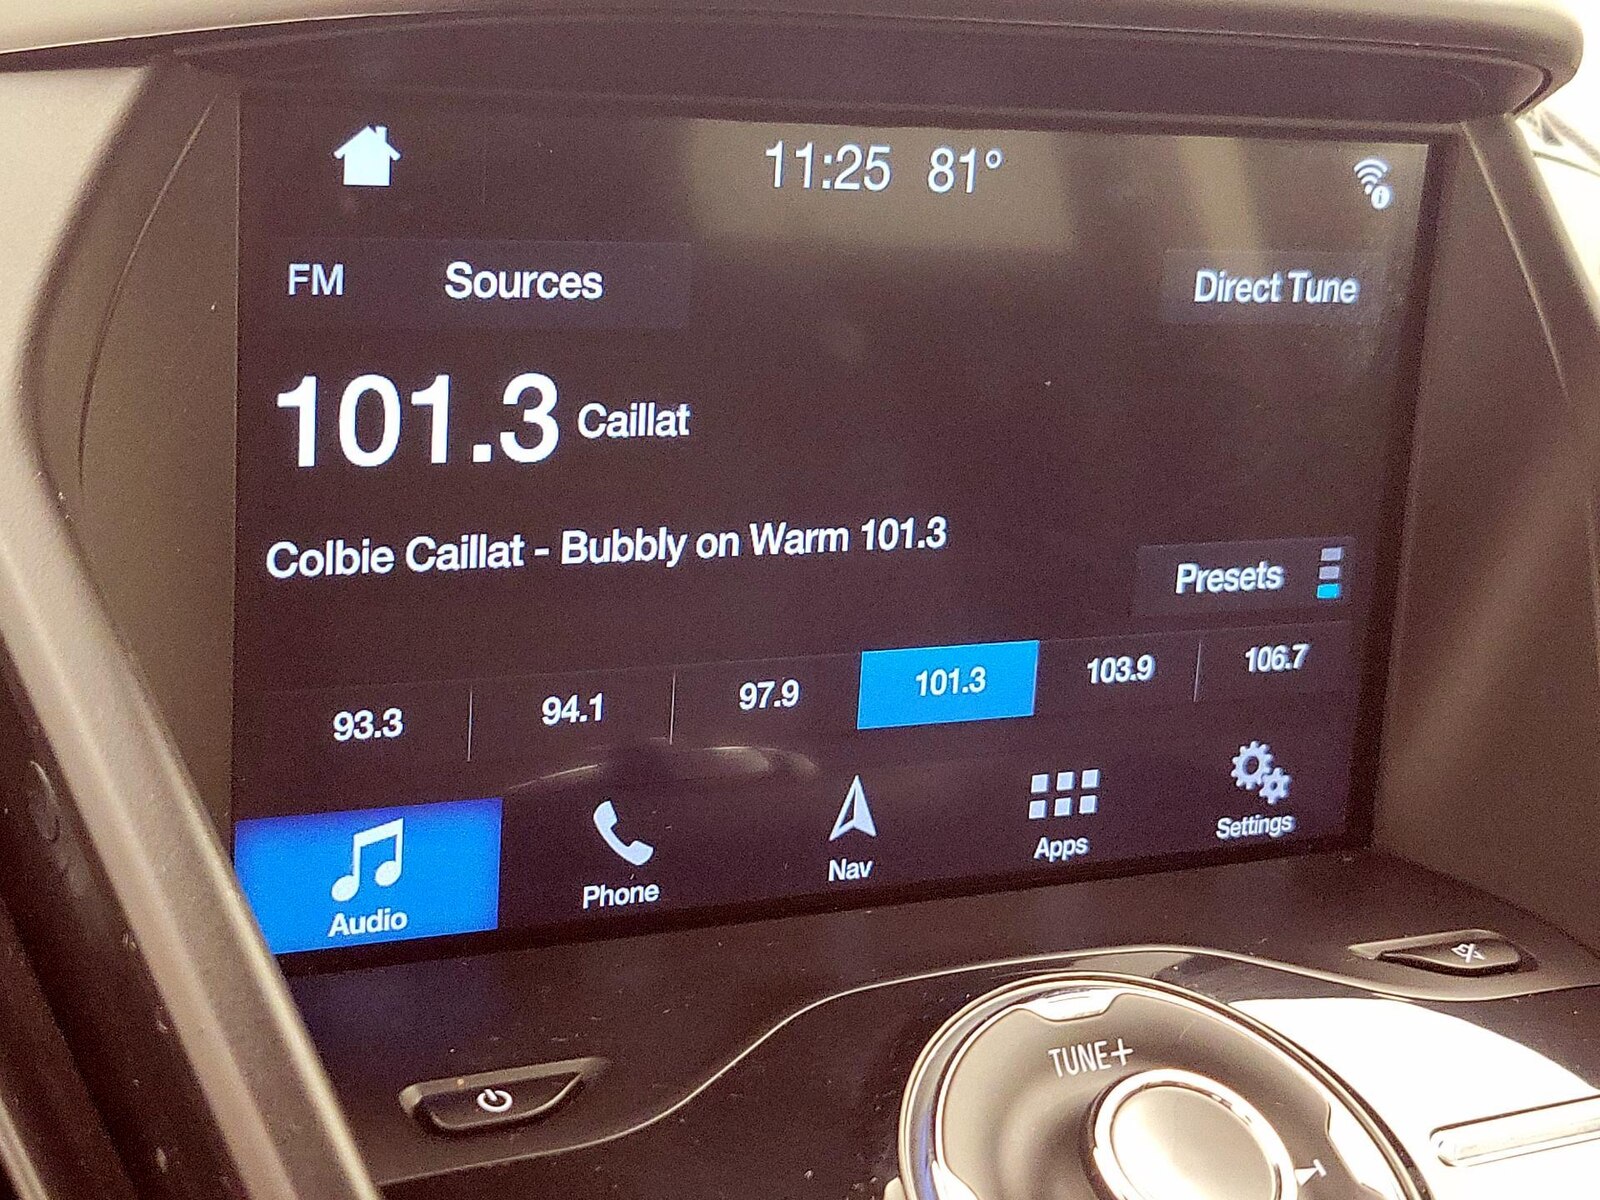 11:25 81°
FM Sources Direct Tune
101.3 Caillat
Colbie Caillat - Bubbly on Warm 101.3
Presets
93.3 94.1 97.9 101.3 103.9 106.7
Audio Phone Nav Apps Settings
TUNE+